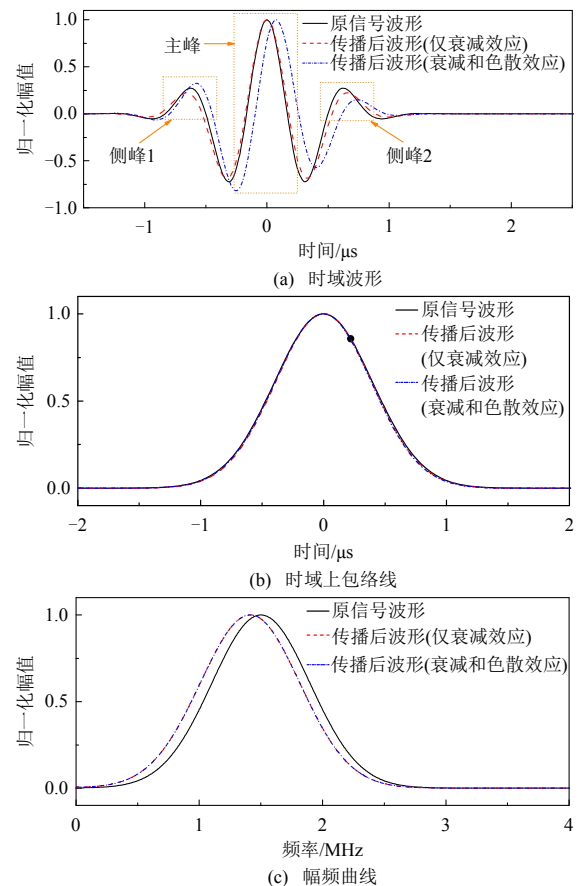 1.0
0.5
0.0
−0.5
−1.0
归一化幅值
主峰
侧峰1
侧峰2
原信号波形
传播后波形(仅衰减效应)
传播后波形(衰减和色散效应)
−1
0
1
2
时间/μs
(a) 时域波形
1.0
0.5
0.0
归一化幅值
原信号波形
传播后波形
(仅衰减效应)
传播后波形
(衰减和色散效应)
−2
−1
0
1
2
时间/μs
(b) 时域上包络线
1.0
0.5
0.0
归一化幅值
原信号波形
传播后波形(仅衰减效应)
传播后波形(衰减和色散效应)
0
1
2
3
4
频率/MHz
(c) 幅频曲线